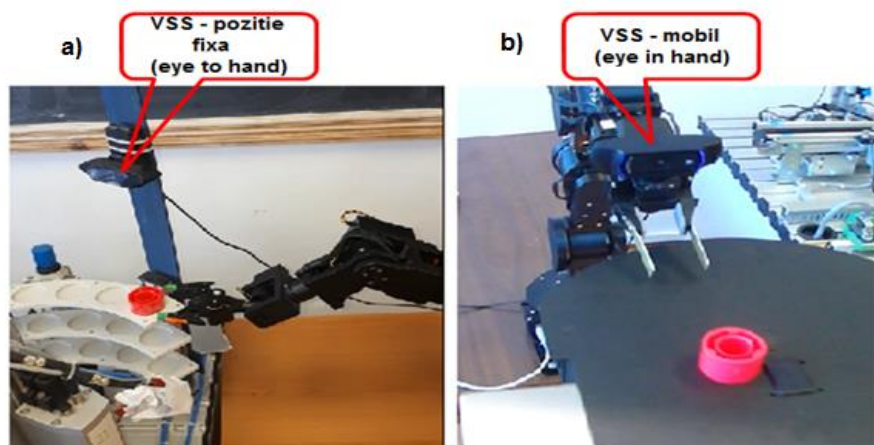 a)
VSS - pozitie
fixa
(eye to hand)
b)
VSS - mobil
(eye in hand)